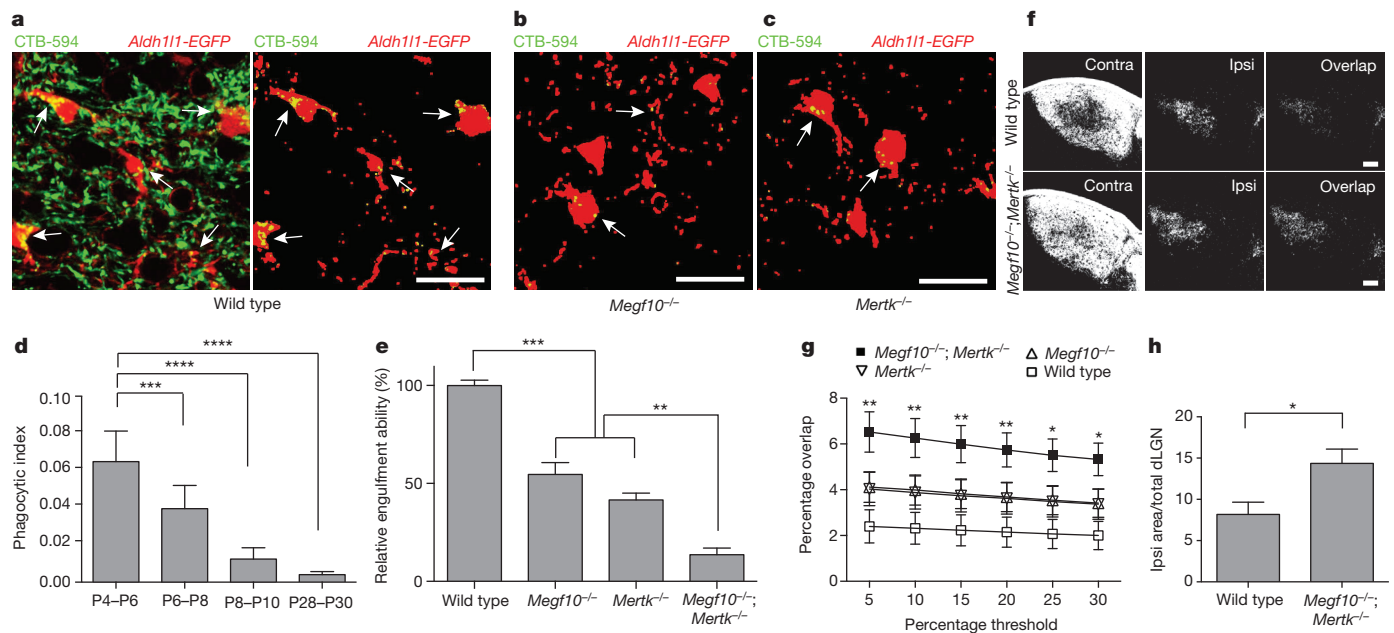 a
b
c
f
CTB-594 Aldh1l1-EGFP
CTB-594 Aldh1l1-EGFP
CTB-594 Aldh1l1-EGFP
CTB-594 Aldh1l1-EGFP
Wild type
Megf10–/–
Mertk–/–
Contra Ipsi Overlap
Wild type
Contra Ipsi Overlap
Megf10–/–;Mertk–/–
d
****
****
***
Phagocytic index
0.10
0.08
0.06
0.04
0.02
0.00
P4–P6 P6–P8 P8–P10 P28–P30
e
***
**
Relative engulfment ability (%)
100
50
0
Wild type Megf10–/– Mertk–/– Megf10–/–;
Mertk–/–
g
Megf10–/–; Mertk–/– Megf10–/–
Mertk–/– Wild type
** ** ** ** * *
Percentage overlap
8
6
4
2
0
5 10 15 20 25 30
Percentage threshold
h
*
Ipsi area/total dLGN
20
15
10
5
0
Wild type Megf10–/–;
Mertk–/–